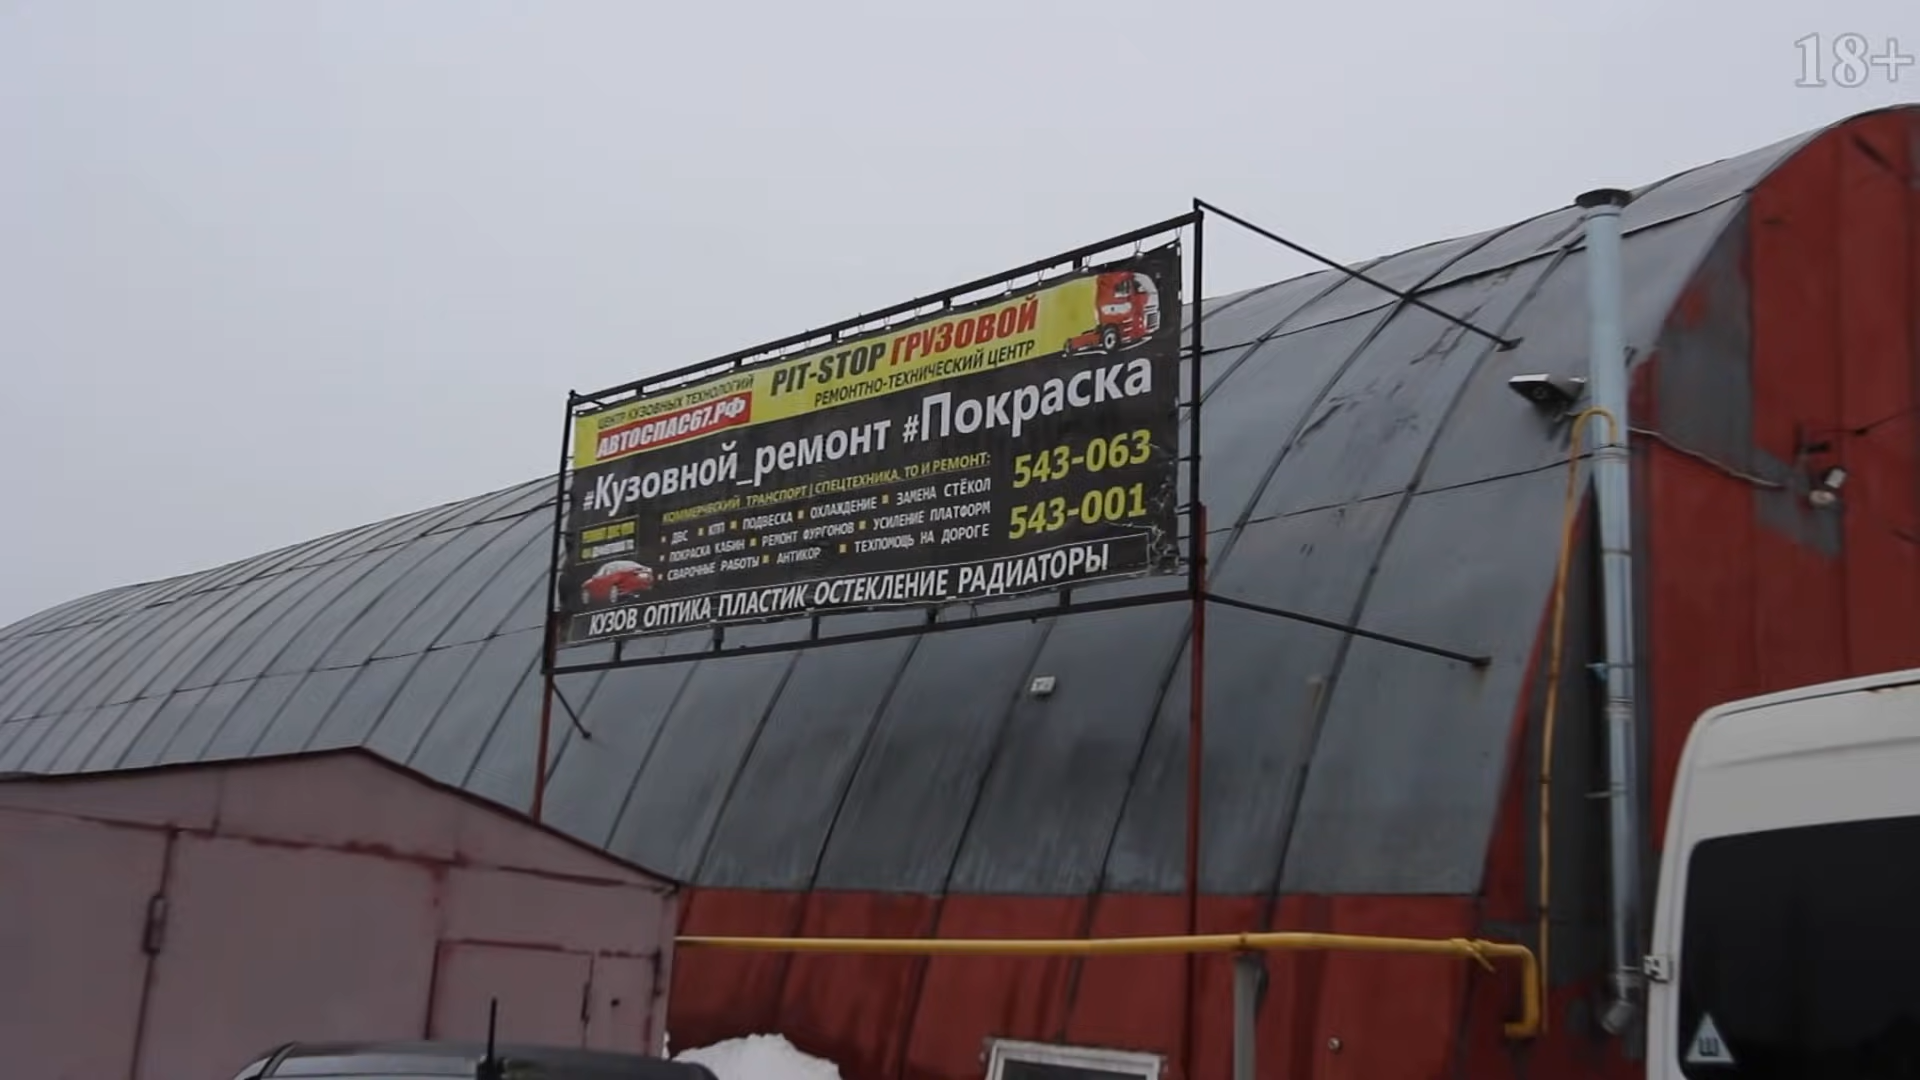 18+
ЦЕНТР КУЗОВНЫХ ТЕХНОЛОГИЙ
АВТОСПАС67.РФ
PIT-STOP ГРУЗОВОЙ
РЕМОНТНО-ТЕХНИЧЕСКИЙ ЦЕНТР
#Кузовной_ремонт #Покраска
КОММЕРЧЕСКИЙ ТРАНСПОРТ | СПЕЦТЕХНИКА. ТО И РЕМОНТ:
▪ ДВС ▪ КПП ▪ ПОДВЕСКА ▪ ОХЛАЖДЕНИЕ ▪ ЗАМЕНА СТЁКОЛ
▪ ПОКРАСКА КАБИН ▪ РЕМОНТ ФУРГОНОВ ▪ УСИЛЕНИЕ ПЛАТФОРМ
▪ СВАРОЧНЫЕ РАБОТЫ ▪ АНТИКОР ▪ ТЕХПОМОЩЬ НА ДОРОГЕ
543-063
543-001
КУЗОВ ОПТИКА ПЛАСТИК ОСТЕКЛЕНИЕ РАДИАТОРЫ
Ш